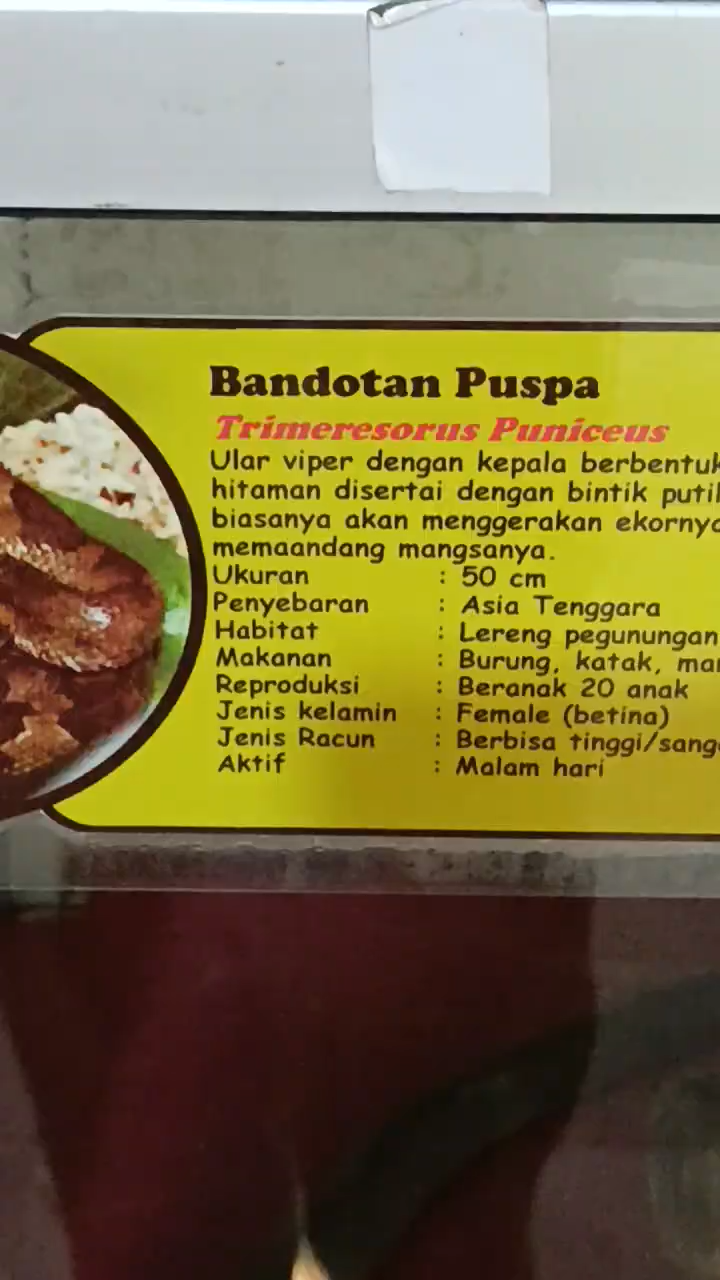 Bandotan Puspa
Trimeresorus Puniceus
Ular viper dengan kepala berbentuk
hitaman disertai dengan bintik
biasanya akan menggerakan
memaandang mangsanya.
Ukuran : 50 cm
Penyebaran : Asia Tenggara
Habitat : Lereng pegunungan
Makanan : Burung, katak,
Reproduksi : Beranak 20 anak
Jenis kelamin : Female (betina)
Jenis Racun : Berbisa tinggi/
Aktif : Malam hari